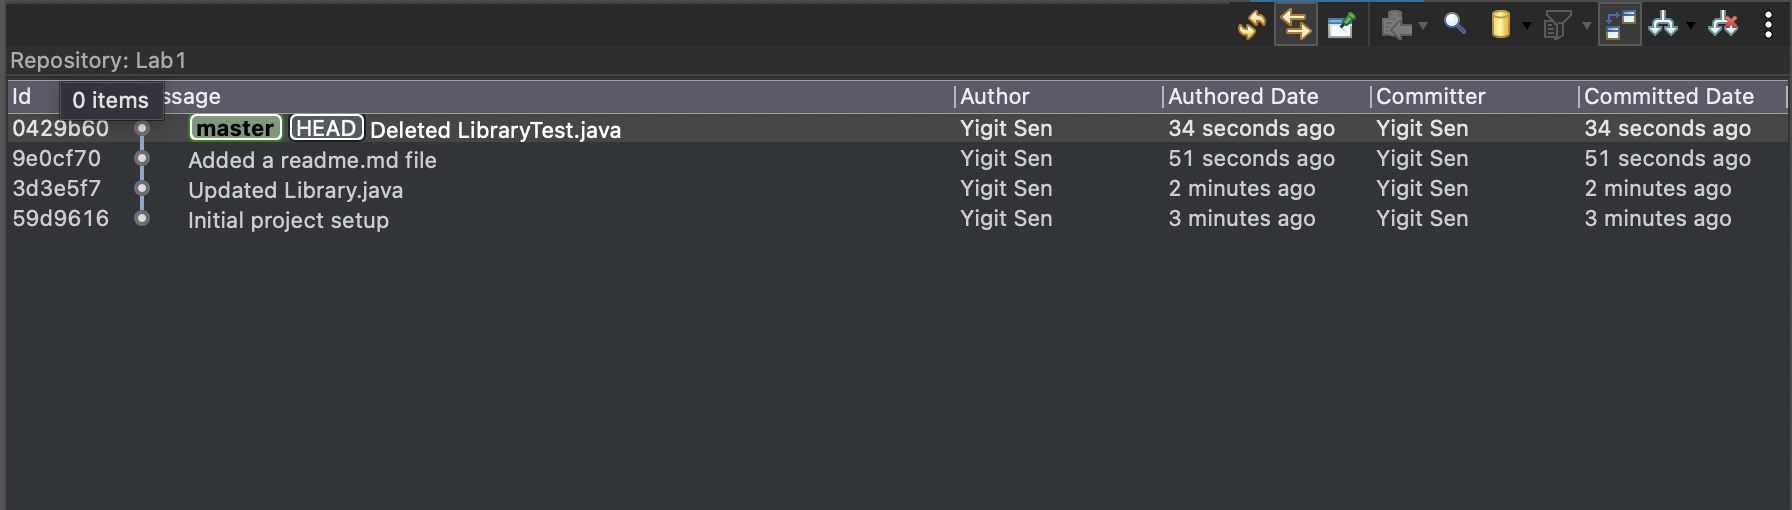 Repository: Lab1
Id 0 items ssage Author Authored Date Committer Committed Date
0429b60 master HEAD Deleted LibraryTest.java Yigit Sen 34 seconds ago Yigit Sen 34 seconds ago
9e0cf70 Added a readme.md file Yigit Sen 51 seconds ago Yigit Sen 51 seconds ago
3d3e5f7 Updated Library.java Yigit Sen 2 minutes ago Yigit Sen 2 minutes ago
59d9616 Initial project setup Yigit Sen 3 minutes ago Yigit Sen 3 minutes ago